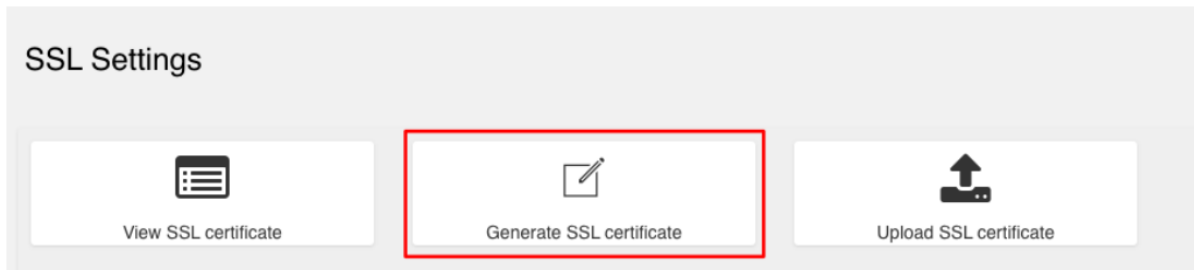 SSL Settings
View SSL certificate
Generate SSL certificate
Upload SSL certificate